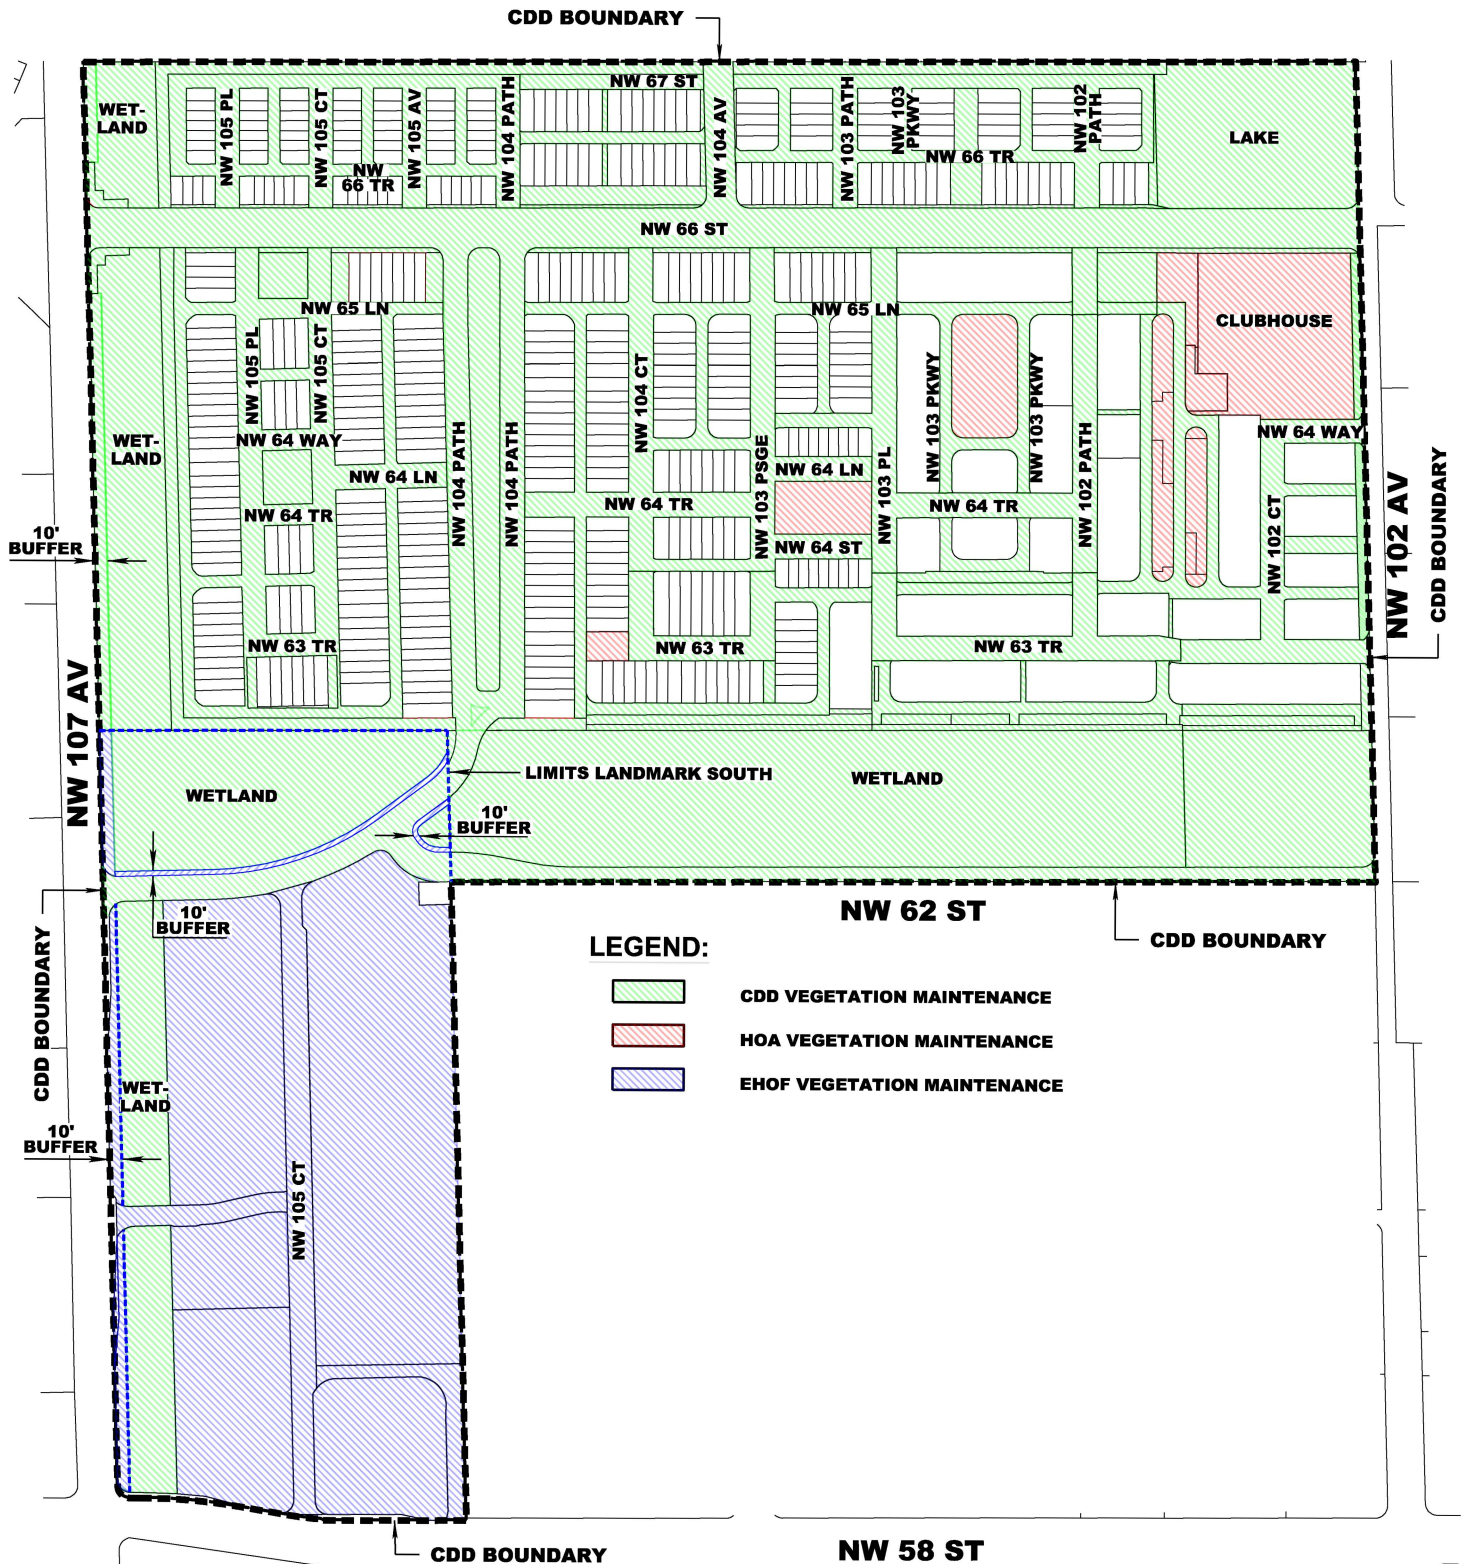 CDD BOUNDARY
NW 67 ST
WET-
LAND
NW 105 PL
NW 105 CT
NW 105 AV
NW 104 PATH
NW 104 AV
NW 103 PATH
NW 103
PKWY
NW 102
PATH
LAKE
NW
66 TR
NW 66 TR
NW 66 ST
NW 65 LN
NW 65 LN
CLUBHOUSE
NW 105 PL
NW 105 CT
NW 104 CT
NW 103 PKWY
NW 103 PKWY
WET-
LAND
NW 64 WAY
NW 64 WAY
NW 64 LN
NW 64 LN
NW 104 PATH
NW 104 PATH
NW 103 PSGE
NW 103 PL
NW 102 PATH
NW 102 CT
NW 102 AV
CDD BOUNDARY
NW 64 TR
NW 64 TR
NW 64 TR
10'
BUFFER
NW 64 ST
NW 63 TR
NW 63 TR
NW 63 TR
NW 107 AV
LIMITS LANDMARK SOUTH
WETLAND
WETLAND
10'
BUFFER
10'
BUFFER
NW 62 ST
CDD BOUNDARY
CDD BOUNDARY
LEGEND:
CDD VEGETATION MAINTENANCE
HOA VEGETATION MAINTENANCE
EHOF VEGETATION MAINTENANCE
WET-
LAND
10'
BUFFER
NW 105 CT
CDD BOUNDARY
NW 58 ST